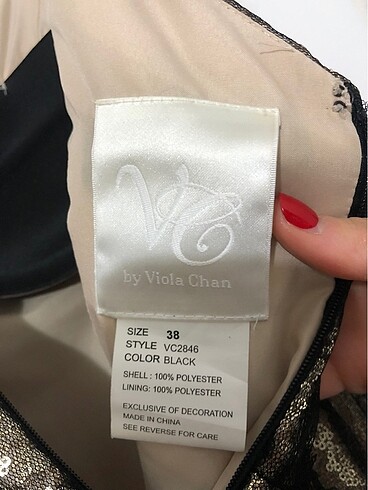 VC
by Viola Chan
SIZE 38
STYLE VC2846
COLOR BLACK
SHELL : 100% POLYESTER
LINING: 100% POLYESTER
EXCLUSIVE OF DECORATION
MADE IN CHINA
SEE REVERSE FOR CARE